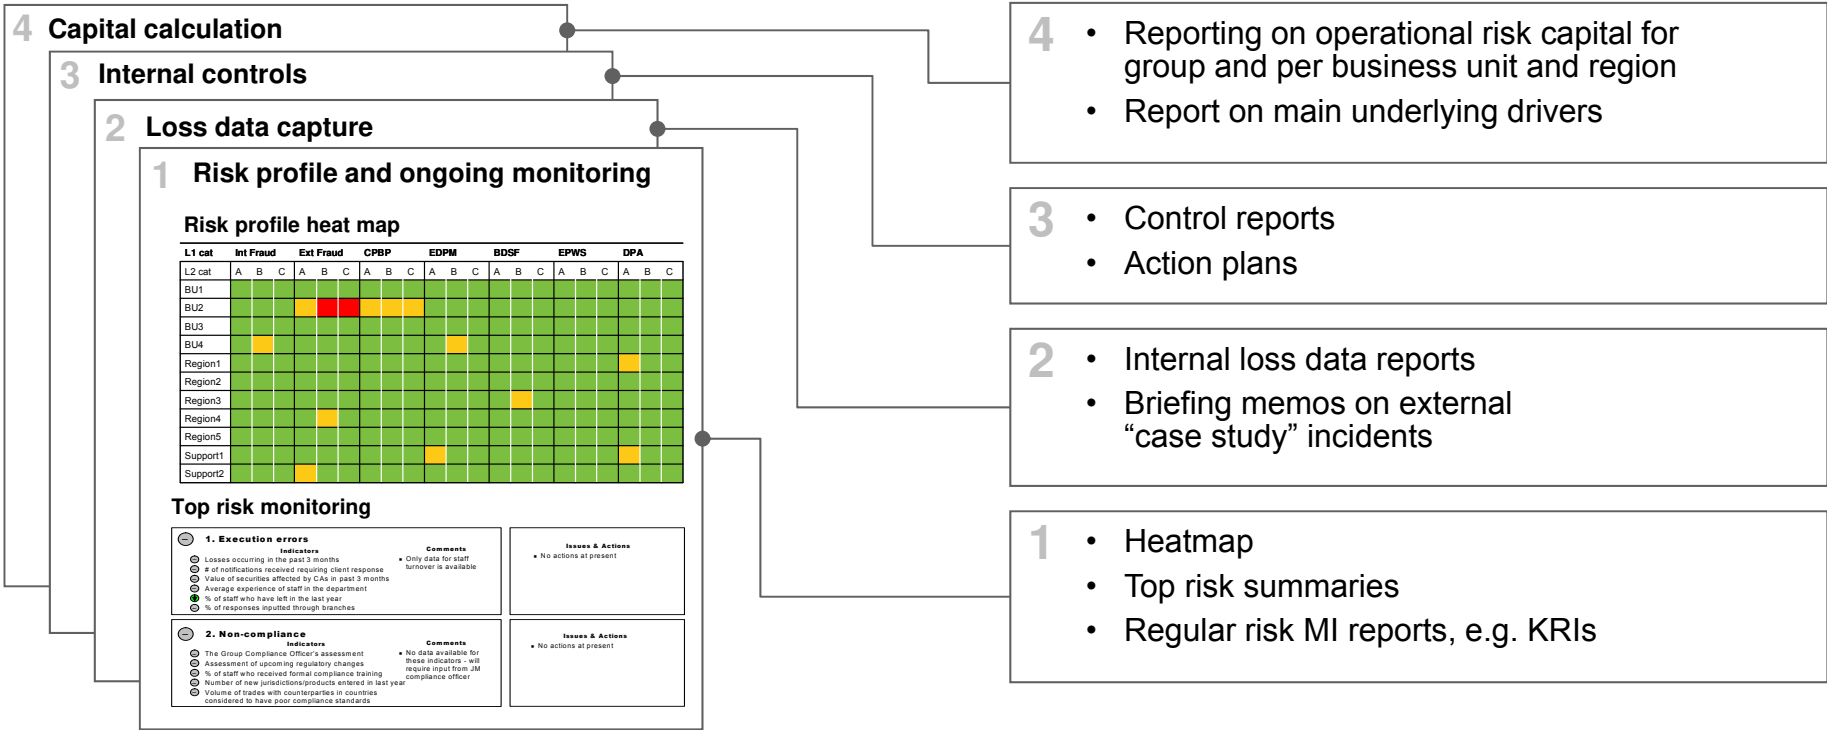 4 Capital calculation
3 Internal controls
2 Loss data capture
1 Risk profile and ongoing monitoring
Risk profile heat map
L1 cat Int Fraud Ext Fraud CPBP EDPM BDSF EPWS DPA
L2 cat A B C A B C A B C A B C A B C A B C A B C
BU1
BU2
BU3
BU4
Region1
Region2
Region3
Region4
Region5
Support1
Support2
Top risk monitoring
1. Execution errors
Indicators
Losses occurring in the past 3 months
# of notifications received requiring client response
Value of securities affected by CAs in past 3 months
Average experience of staff in the department
% of staff who have left in the last year
% of responses inputted through branches
Comments
• Only data for staff
turnover is available
Issues & Actions
• No actions at present
2. Non-compliance
Indicators
The Group Compliance Officer's assessment
Assessment of upcoming regulatory changes
% of staff who received formal compliance training
Number of new jurisdictions/products entered in last year
Volume of trades with counterparties in countries
considered to have poor compliance standards
Comments
• No data available for
these indicators - will
require input from JM
compliance officer
Issues & Actions
• No actions at present
4
• Reporting on operational risk capital for
group and per business unit and region
• Report on main underlying drivers
3
• Control reports
• Action plans
2
• Internal loss data reports
• Briefing memos on external
“case study” incidents
1
• Heatmap
• Top risk summaries
• Regular risk MI reports, e.g. KRIs